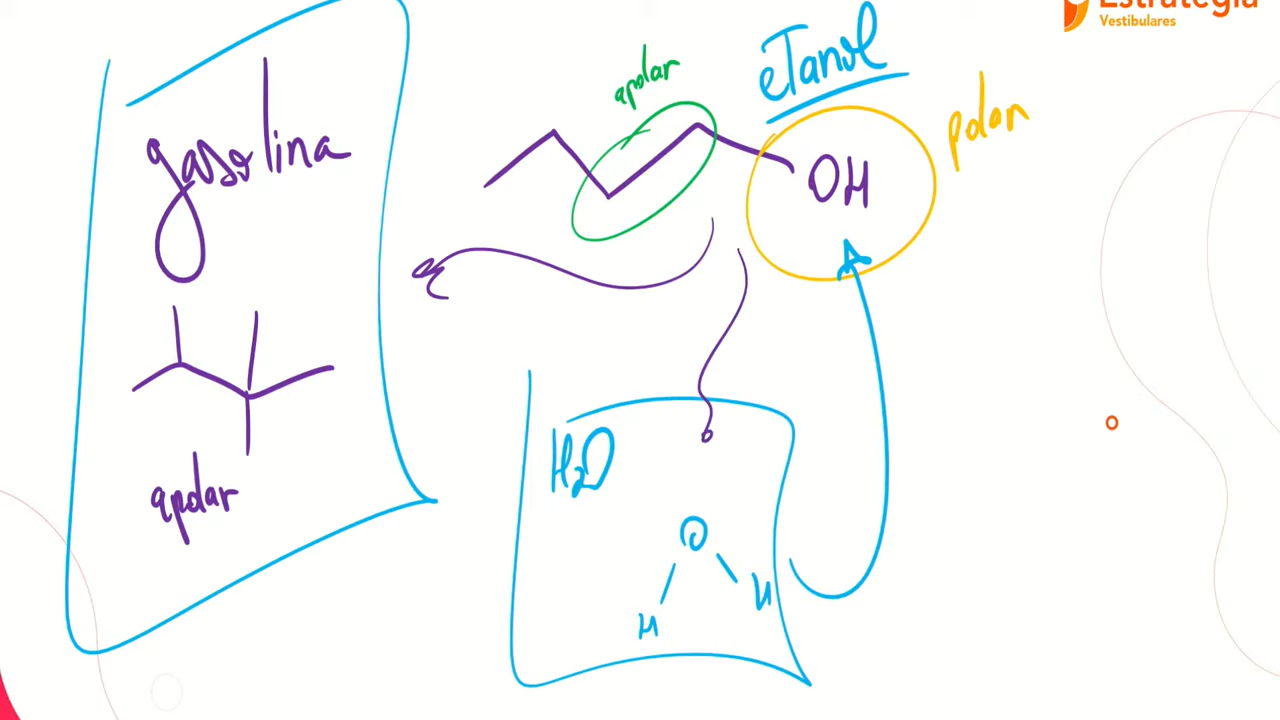 Estratégia
Vestibulares
etanol
apolar
polar
gasolina
OH
H2O
apolar
O
H
H